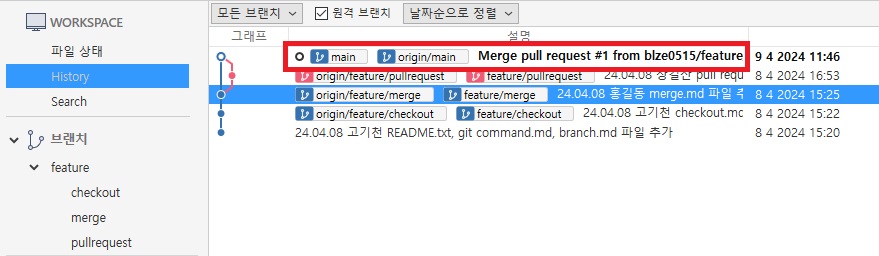 WORKSPACE
모든 브랜치 원격 브랜치 날짜순으로 정렬
파일 상태
그래프 설명
History
main origin/main Merge pull request #1 from blze0515/feature 9 4 2024 11:46
origin/feature/pullrequest feature/pullrequest 24.04.08 장길산 pull requ 8 4 2024 16:53
Search
origin/feature/merge feature/merge 24.04.08 홍길동 merge.md 파일 추 8 4 2024 15:25
origin/feature/checkout feature/checkout 24.04.08 고기천 checkout.mc 8 4 2024 15:22
브랜치
24.04.08 고기천 README.txt, git command.md, branch.md 파일 추가 8 4 2024 15:20
feature
checkout
merge
pullrequest